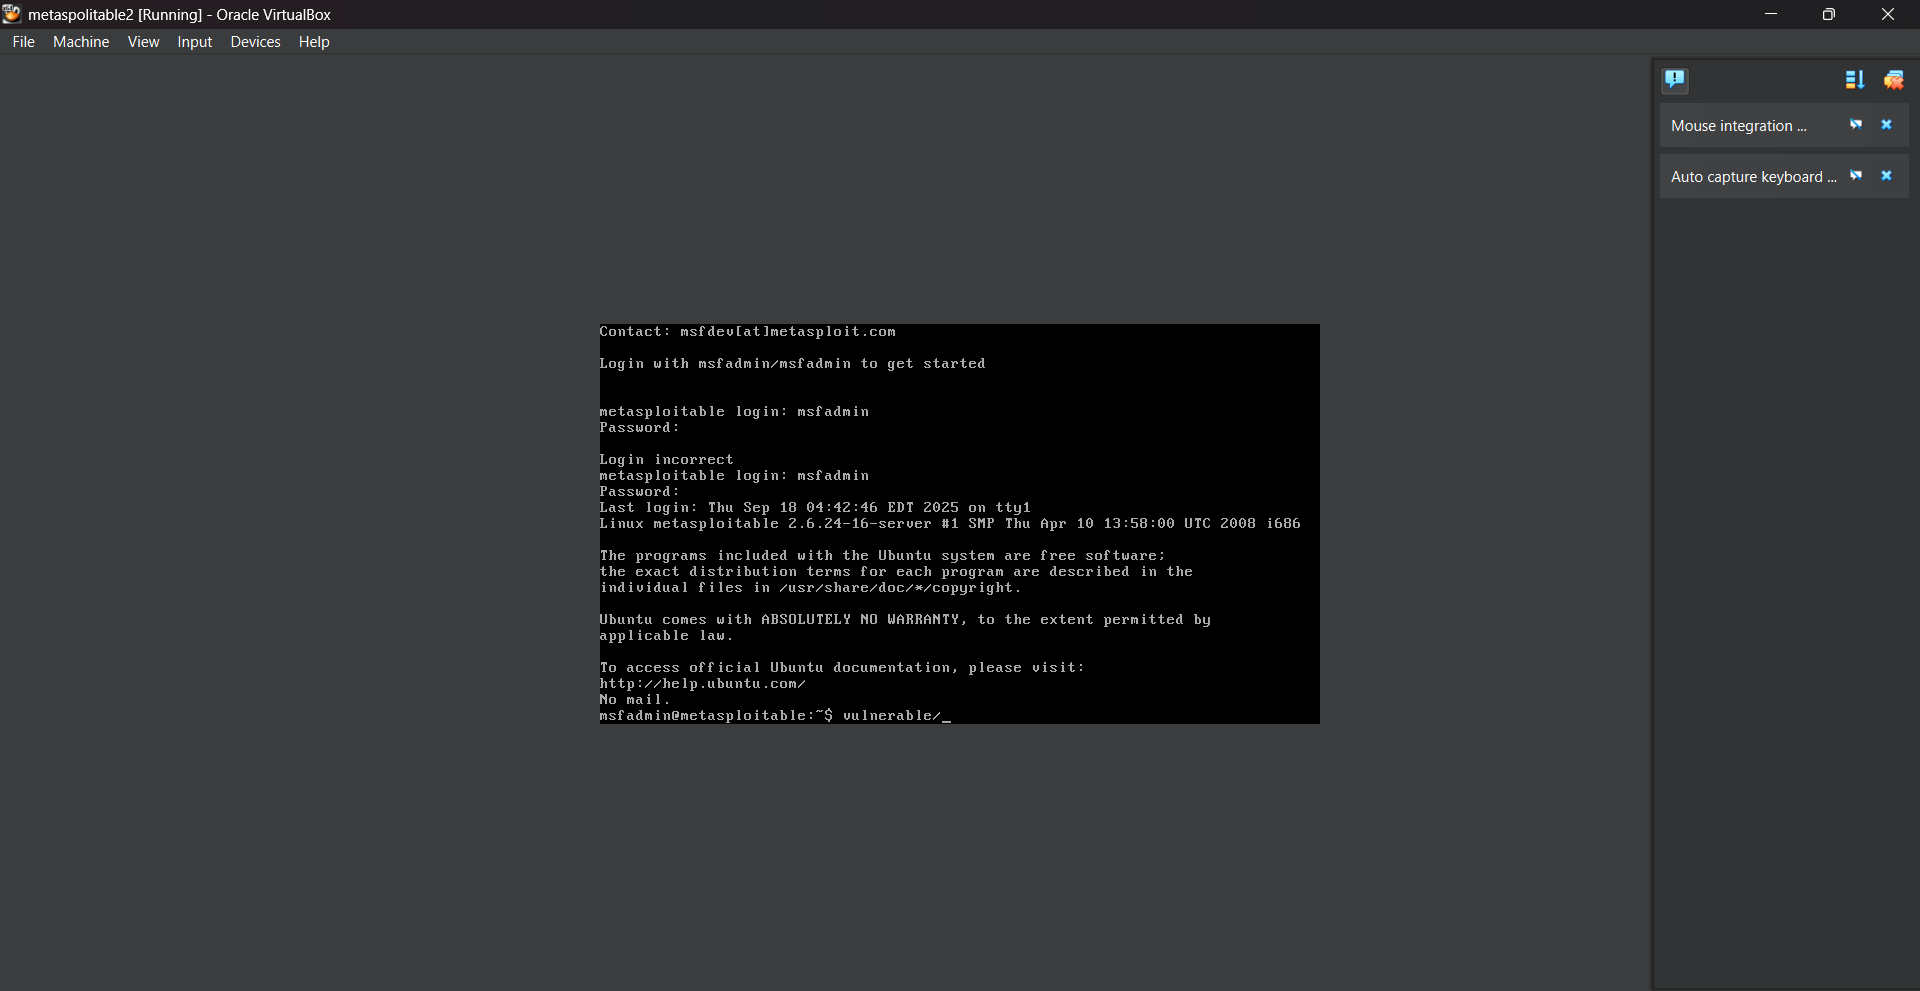 metaspolitable2 [Running] - Oracle VirtualBox
File Machine View Input Devices Help
Mouse integration ...
Auto capture keyboard ...
Contact: msfdev[at]metasploit.com
Login with msfadmin/msfadmin to get started
metasploitable login: msfadmin
Password:
Login incorrect
metasploitable login: msfadmin
Password:
Last login: Thu Sep 18 04:42:46 EDT 2025 on tty1
Linux metasploitable 2.6.24-16-server #1 SMP Thu Apr 10 13:58:00 UTC 2008 i686
The programs included with the Ubuntu system are free software;
the exact distribution terms for each program are described in the
individual files in /usr/share/doc/*/copyright.
Ubuntu comes with ABSOLUTELY NO WARRANTY, to the extent permitted by
applicable law.
To access official Ubuntu documentation, please visit:
http://help.ubuntu.com/
No mail.
msfadmin@metasploitable:~$ vulnerable/_